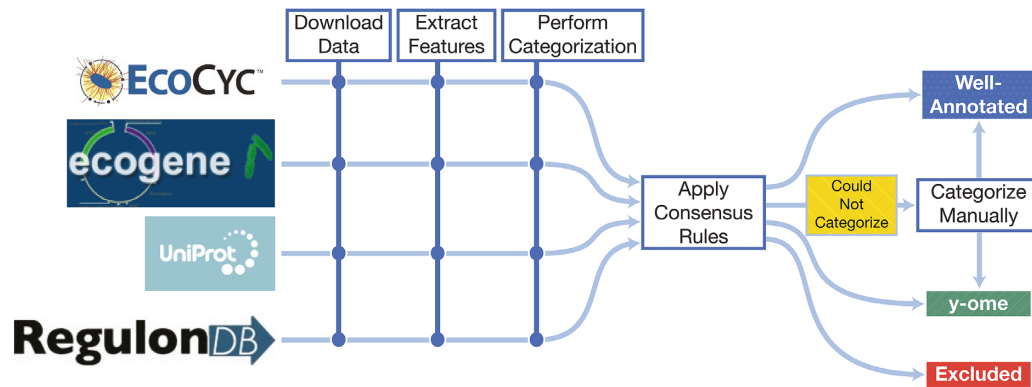 Download
Data
Extract
Features
Perform
Categorization
ECOCYC™
ecogene
UniProt
RegulonDB
Apply
Consensus
Rules
Could
Not
Categorize
Well-
Annotated
Categorize
Manually
y-ome
Excluded